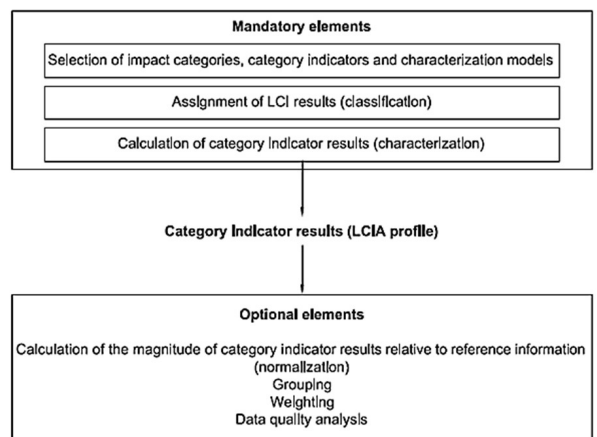 Mandatory elements
Selection of impact categories, category indicators and characterization models
Assignment of LCI results (classification)
Calculation of category indicator results (characterization)
Category indicator results (LCIA profile)
Optional elements
Calculation of the magnitude of category indicator results relative to reference information
(normalization)
Grouping
Weighting
Data quality analysis